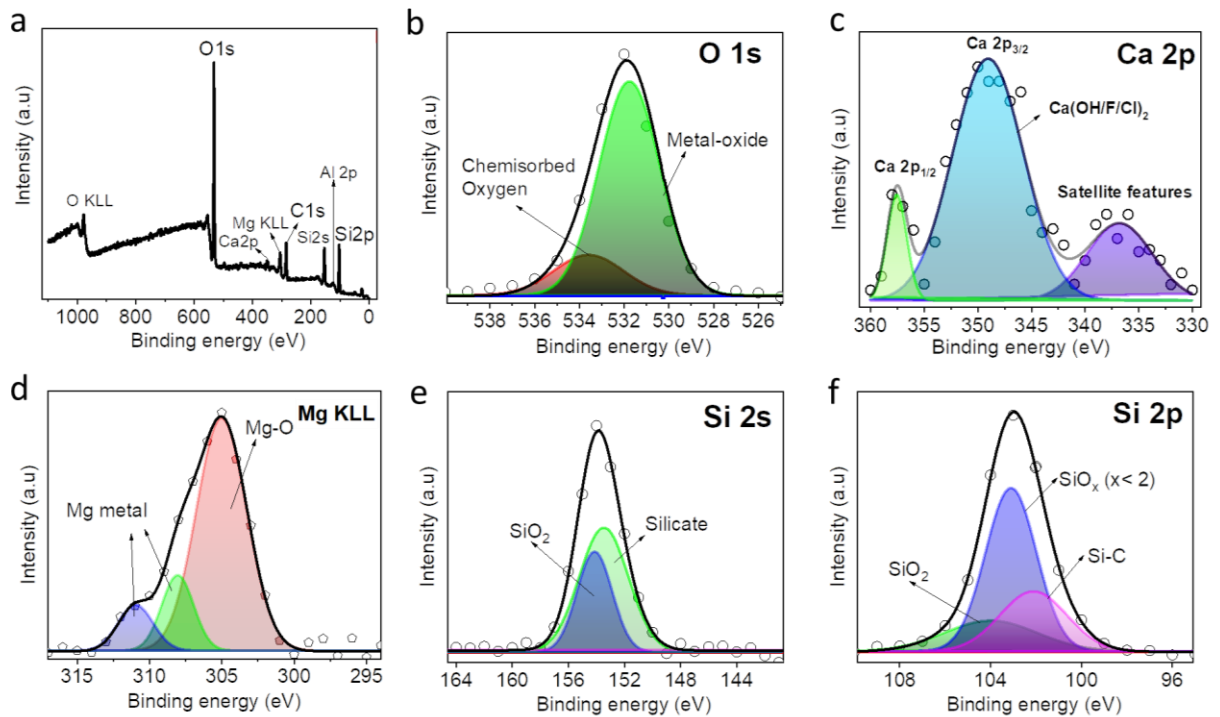 a
O1s
O KLL
Mg KLL
Ca2p
C1s
Si2s
Al 2p
Si2p
Intensity (a.u)
1000 800 600 400 200 0
Binding energy (eV)
b
O 1s
Chemisorbed
Oxygen
Metal-oxide
Intensity (a.u)
538 536 534 532 530 528 526
Binding energy (eV)
c
Ca 2p
Ca 2p3/2
Ca(OH/F/Cl)2
Ca 2p1/2
Satellite features
Intensity (a.u)
360 355 350 345 340 335 330
Binding energy (eV)
d
Mg KLL
Mg-O
Mg metal
Intensity (a.u)
315 310 305 300 295
Binding energy (eV)
e
Si 2s
SiO2
Silicate
Intensity (a.u)
164 160 156 152 148 144
Binding energy (eV)
f
Si 2p
SiOx (x< 2)
Si-C
SiO2
Intensity (a.u)
108 104 100 96
Binding energy (eV)